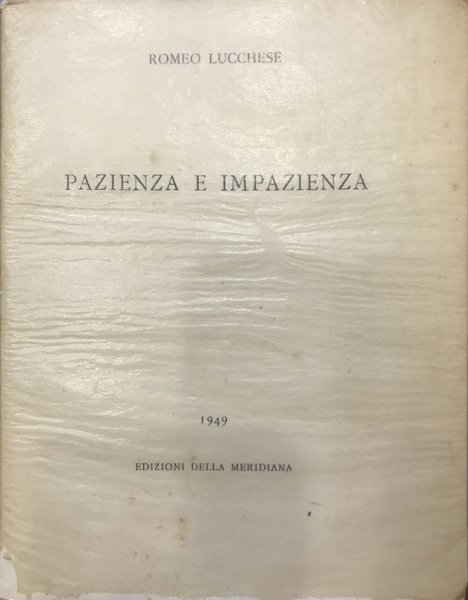 ROMEO LUCCHESE
PAZIENZA E IMPAZIENZA
1949
EDIZIONI DELLA MERIDIANA